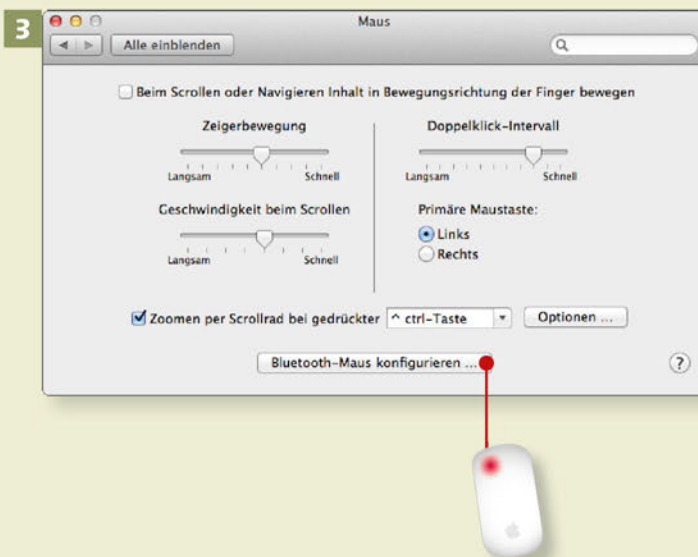 3
Maus
Alle einblenden
Beim Scrollen oder Navigieren Inhalt in Bewegungsrichtung der Finger bewegen
Zeigerbewegung
Langsam Schnell
Geschwindigkeit beim Scrollen
Langsam Schnell
Doppelklick-Intervall
Langsam Schnell
Primäre Maustaste:
Links
Rechts
Zoomen per Scrollrad bei gedrückter ^ ctrl-Taste Optionen ...
Bluetooth-Maus konfigurieren ... ?